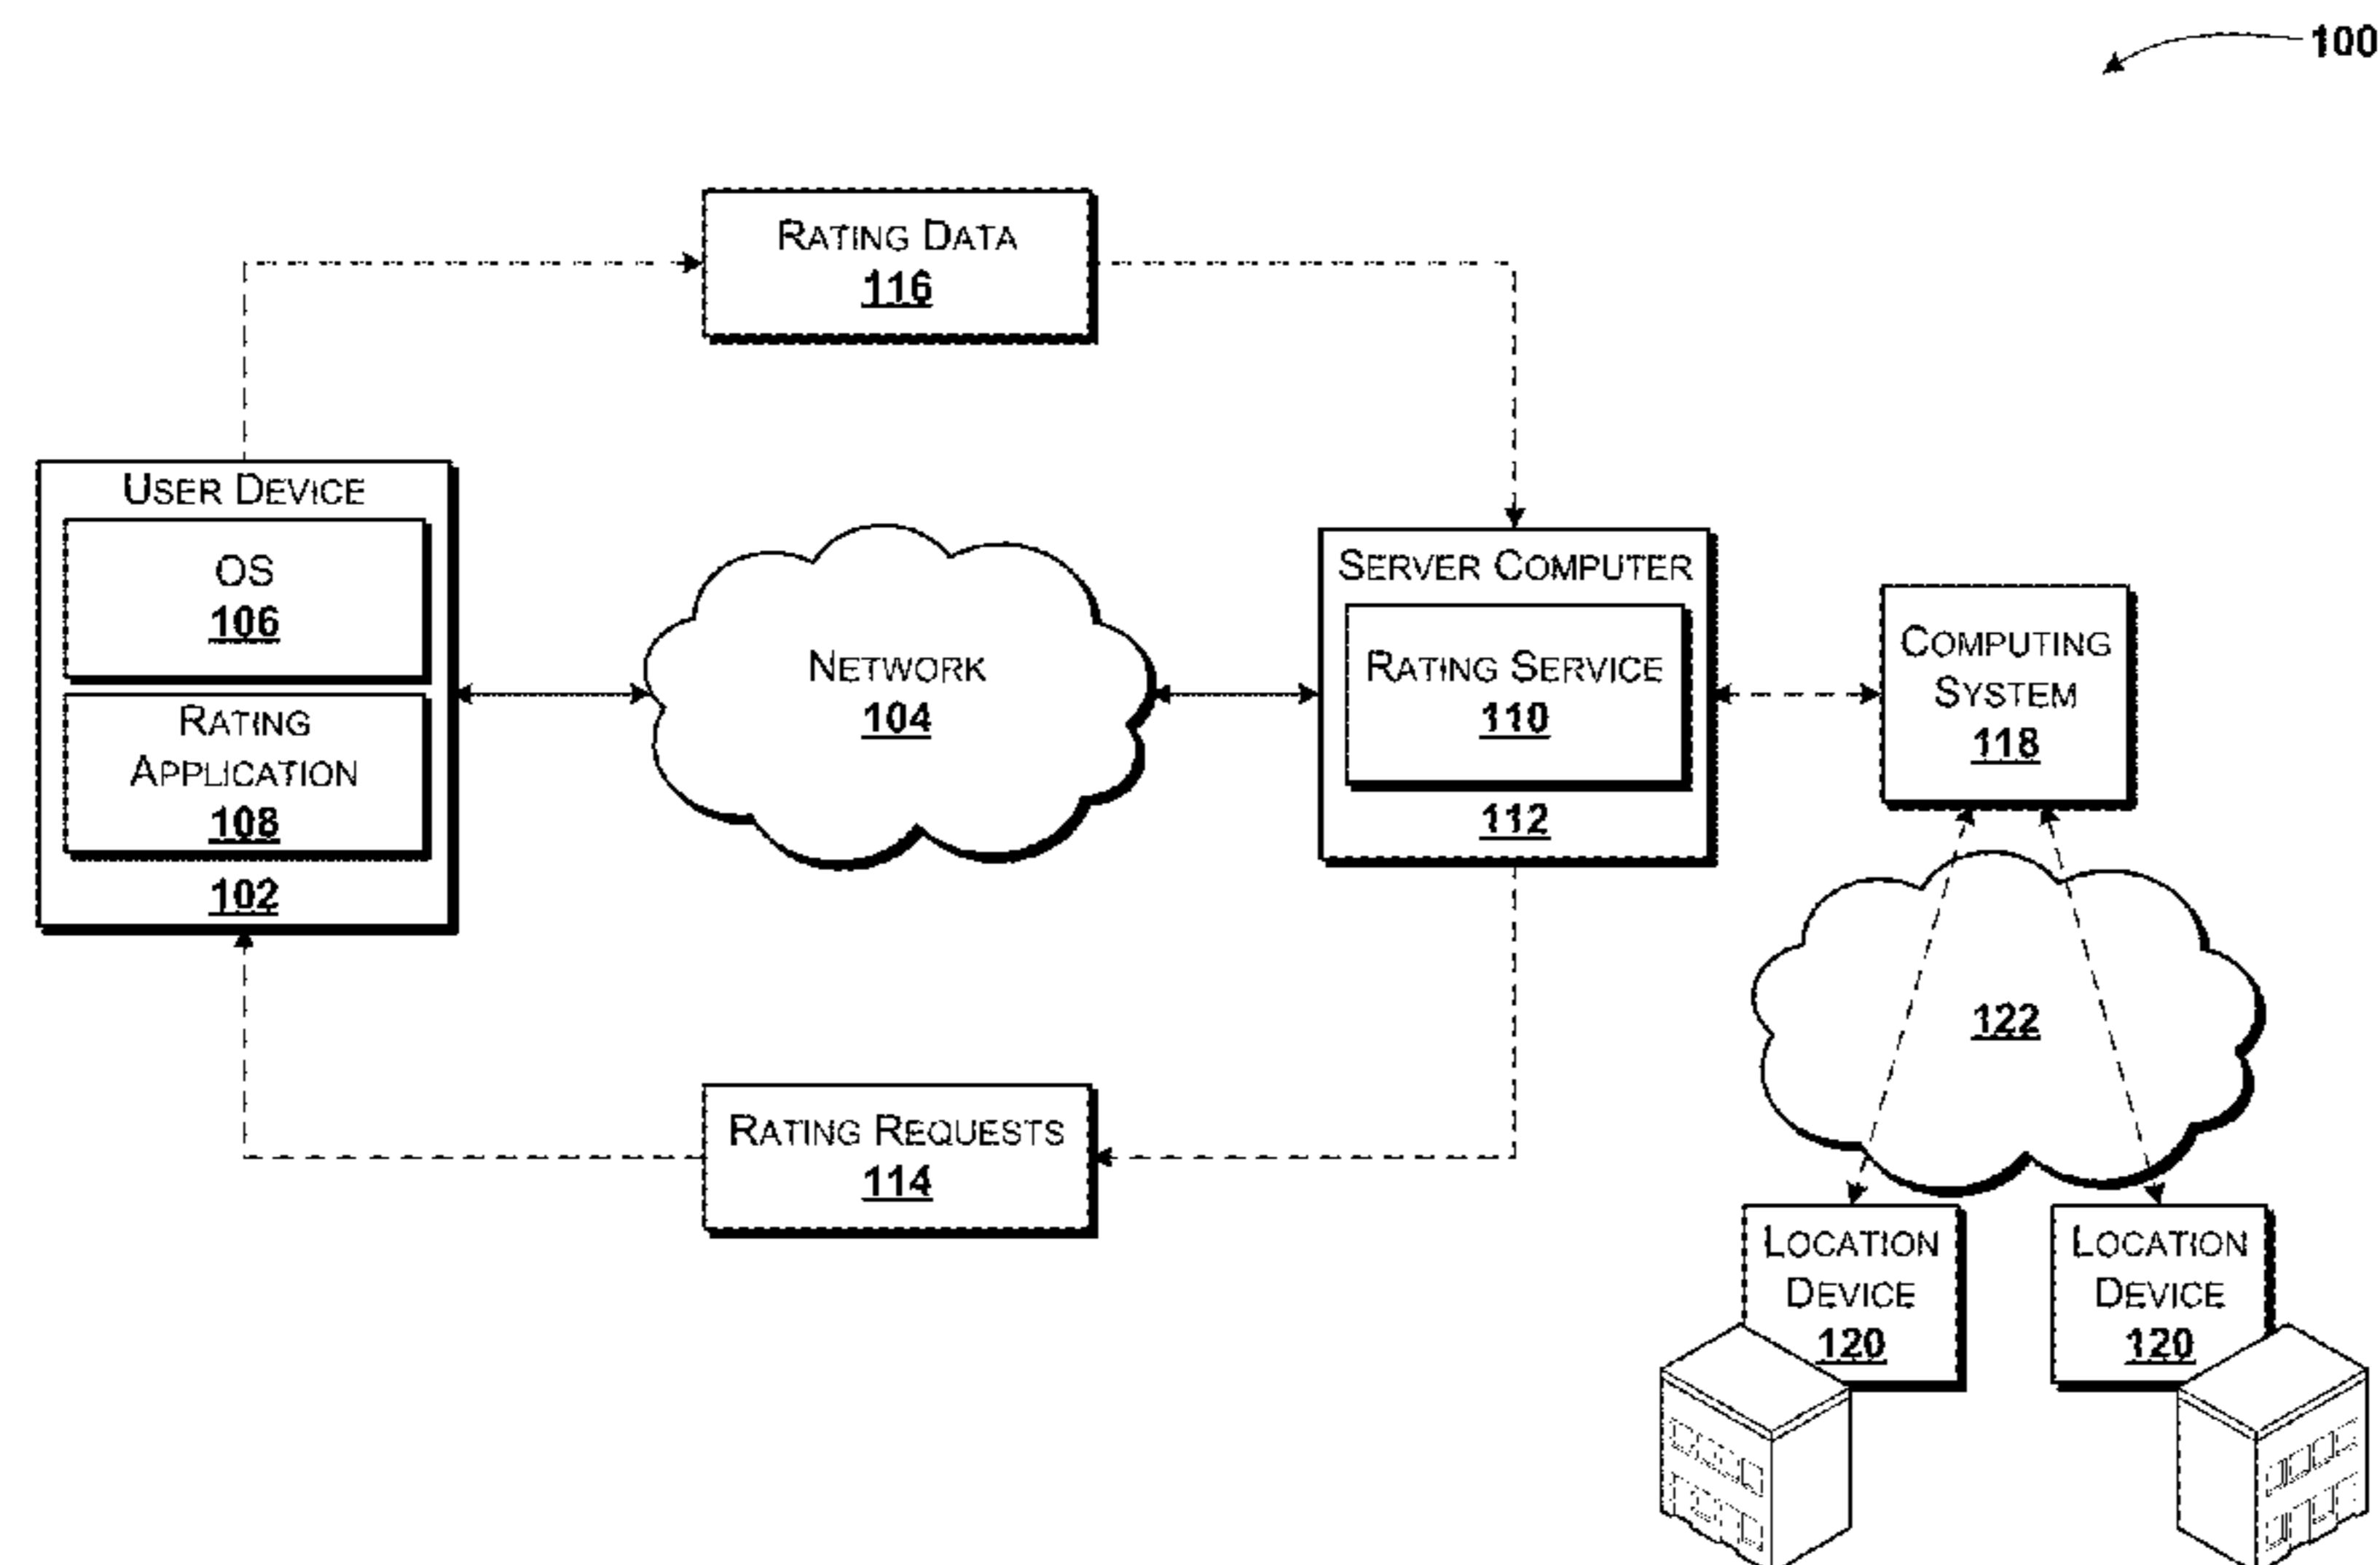 100
RATING DATA
116
USER DEVICE
OS
106
RATING
APPLICATION
108
102
NETWORK
104
SERVER COMPUTER
RATING SERVICE
110
112
COMPUTING
SYSTEM
118
122
RATING REQUESTS
114
LOCATION
DEVICE
120
LOCATION
DEVICE
120